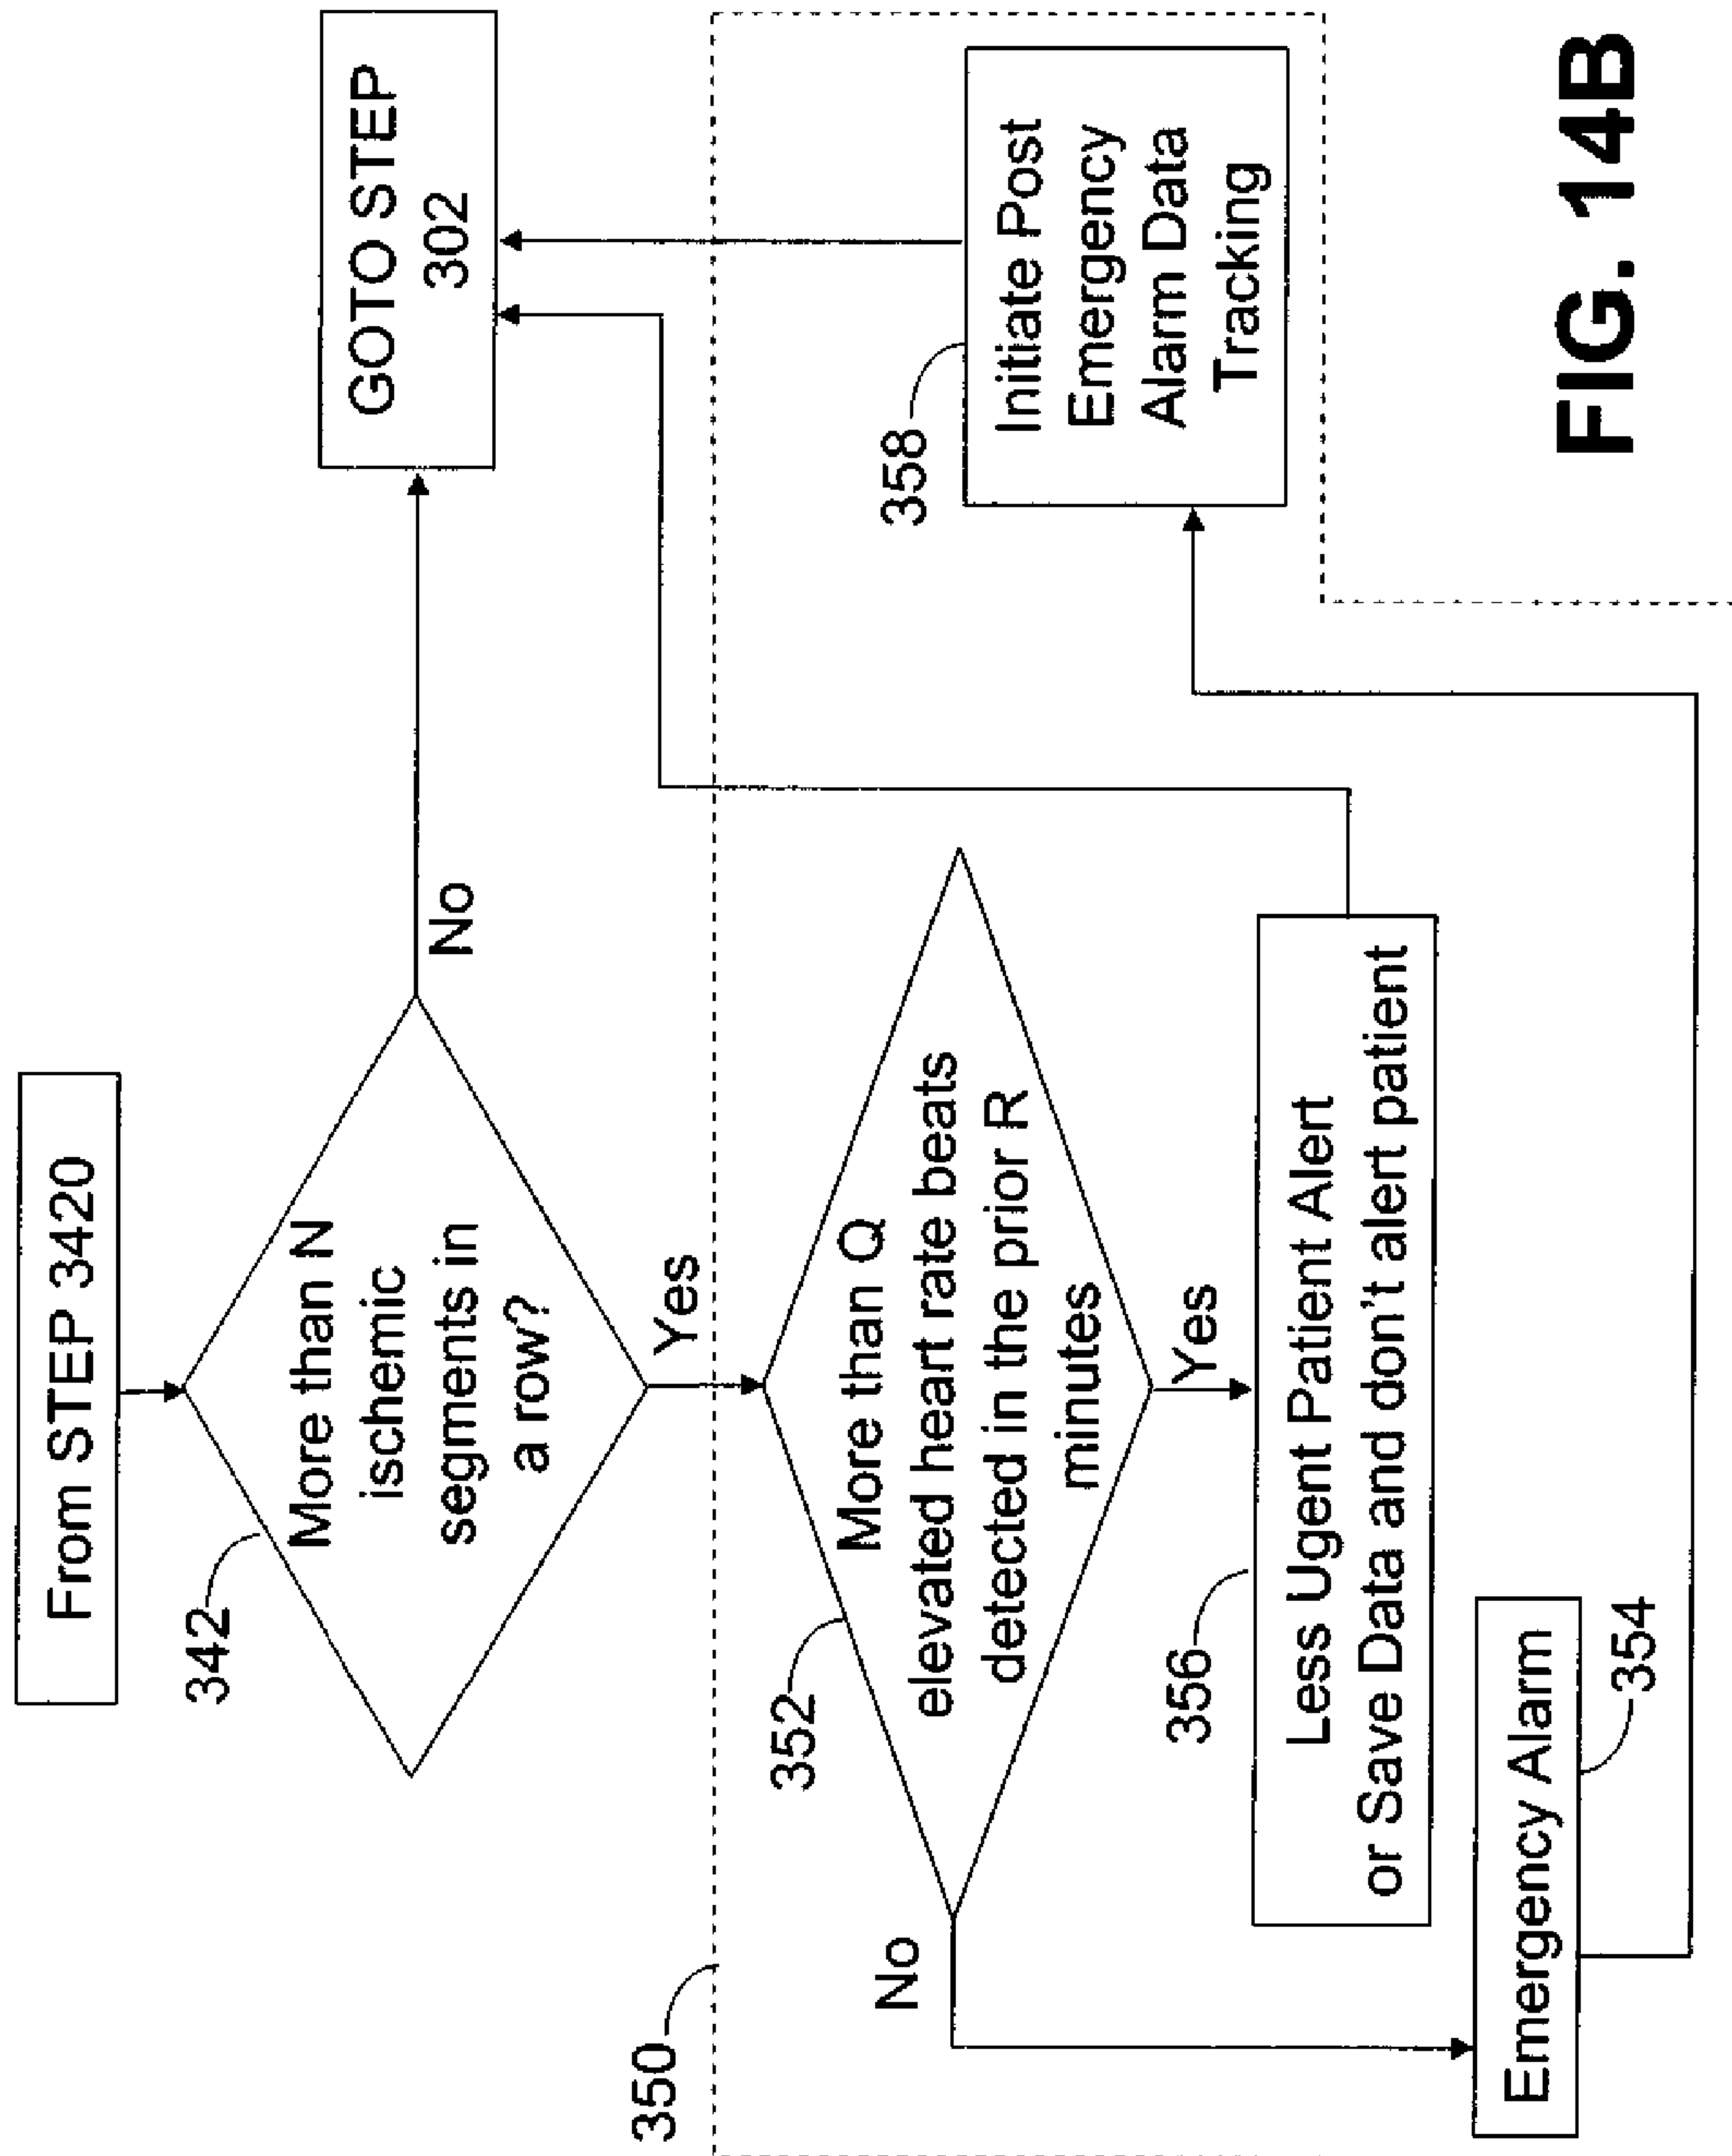 From STEP 3420
342
More than N
ischemic
segments in
a row?
No
GOTO STEP
302
Yes
350
352
More than Q
elevated heart rate beats
detected in the prior R
minutes
No
Yes
356
Less Ugent Patient Alert
or Save Data and don't alert patient
Emergency Alarm
354
358
Initiate Post
Emergency
Alarm Data
Tracking
FIG. 14B